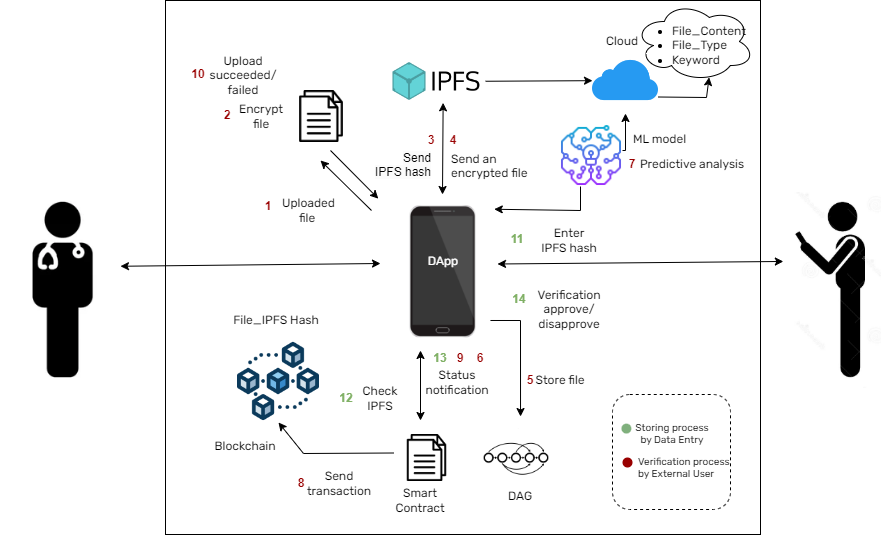 Cloud
File_Content
File_Type
Keyword
10 Upload
succeeded/
failed
2 Encrypt
file
IPFS
3 4
Send
IPFS hash
Send an
encrypted file
ML model
7 Predictive analysis
1 Uploaded
file
11 Enter
IPFS hash
DApp
14 Verification
approve/
disapprove
File_IPFS Hash
13 9 6
Status
notification
12 Check
IPFS
5 Store file
Blockchain
8 Send
transaction
Smart
Contract
DAG
Storing process
by Data Entry
Verification process
by External User